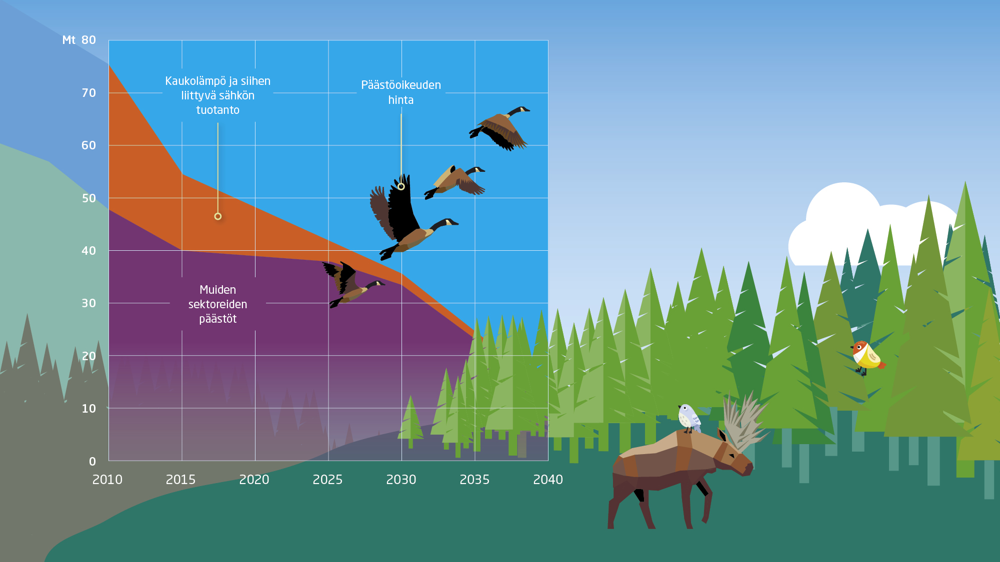 Mt 80
Kaukolämpö ja siihen
liittyvä sähkön
tuotanto
Päästöoikeuden
hinta
70
60
50
40
Muiden
sektoreiden
päästöt
30
20
10
0
2010 2015 2020 2025 2030 2035 2040